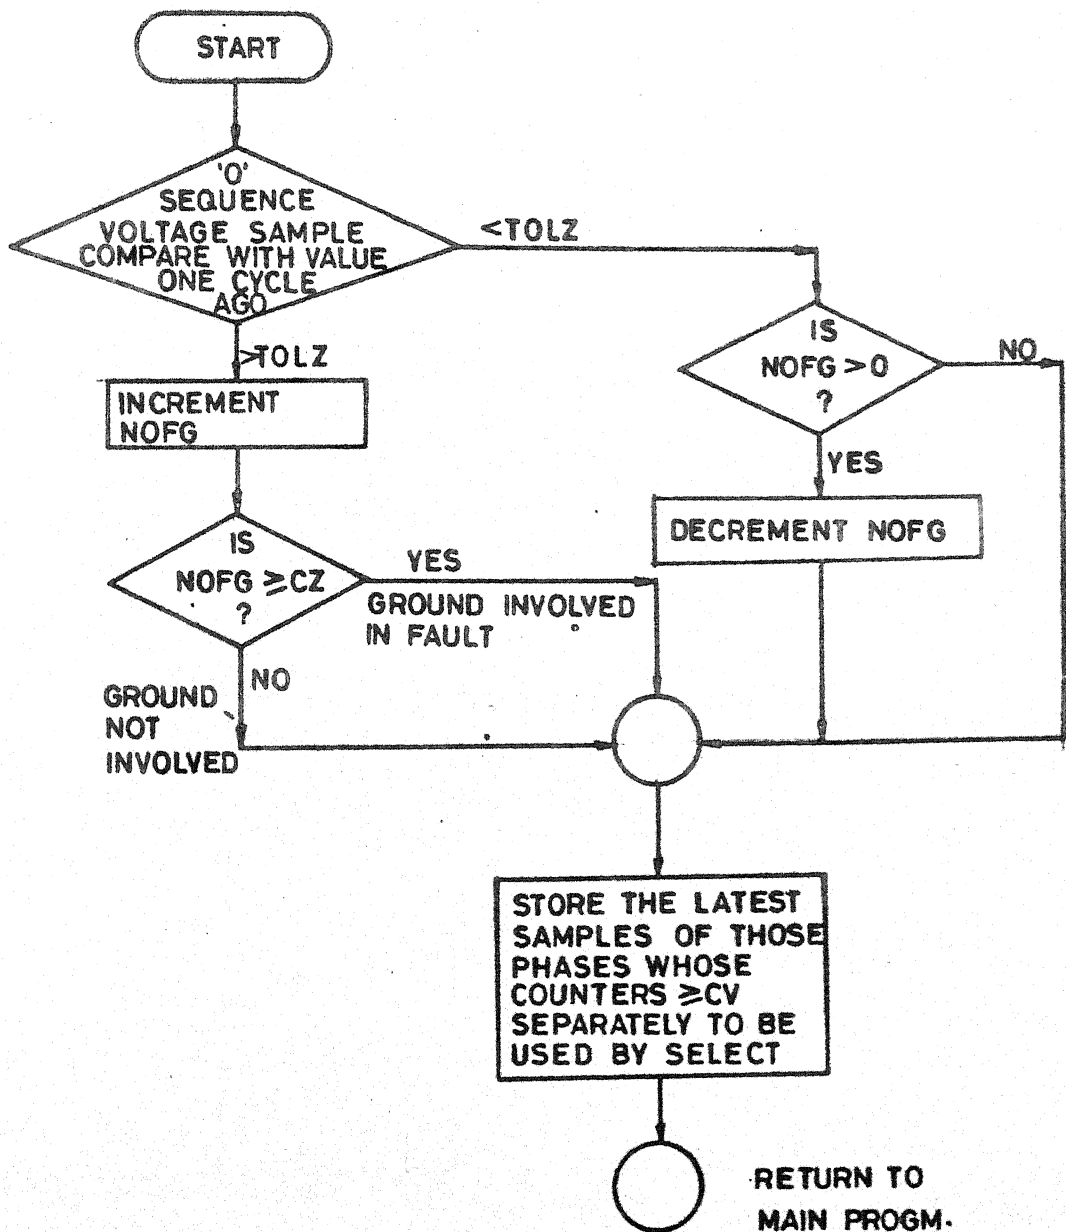 START
'O'
SEQUENCE
VOLTAGE SAMPLE
COMPARE WITH VALUE
ONE CYCLE
AGO
<TOLZ
>TOLZ
INCREMENT
NOFG
IS
NOFG ≥CZ
?
YES
GROUND INVOLVED
IN FAULT
NO
GROUND
NOT
INVOLVED
IS
NOFG >0
?
NO
YES
DECREMENT NOFG
STORE THE LATEST
SAMPLES OF THOSE
PHASES WHOSE
COUNTERS ≥CV
SEPARATELY TO BE
USED BY SELECT
RETURN TO
MAIN PROGM.